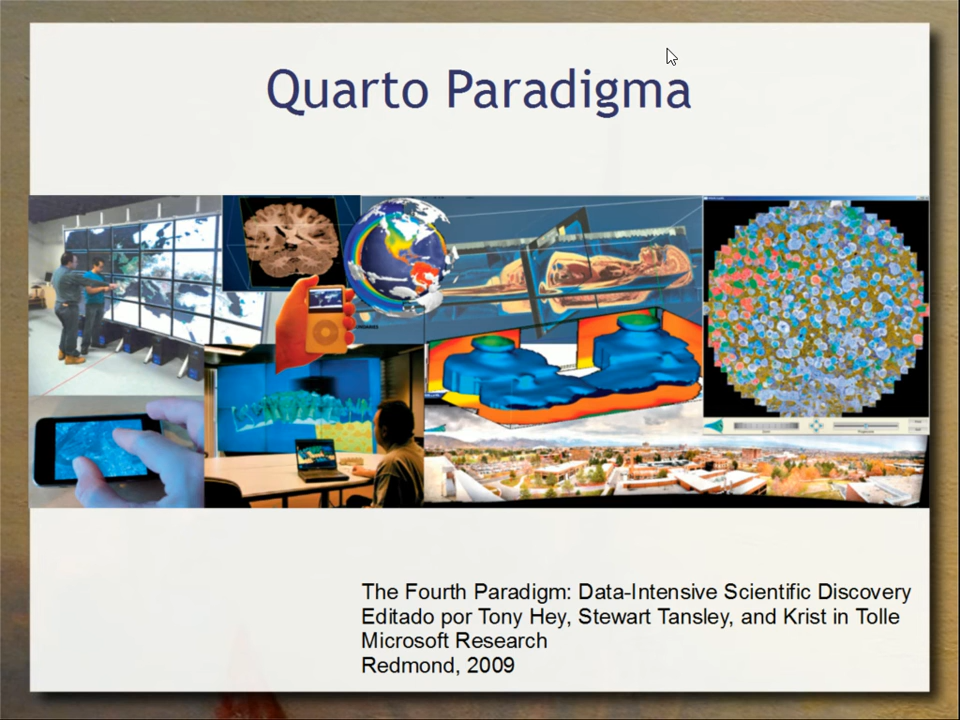 Quarto Paradigma
The Fourth Paradigm: Data-Intensive Scientific Discovery
Editado por Tony Hey, Stewart Tansley, and Krist in Tolle
Microsoft Research
Redmond, 2009